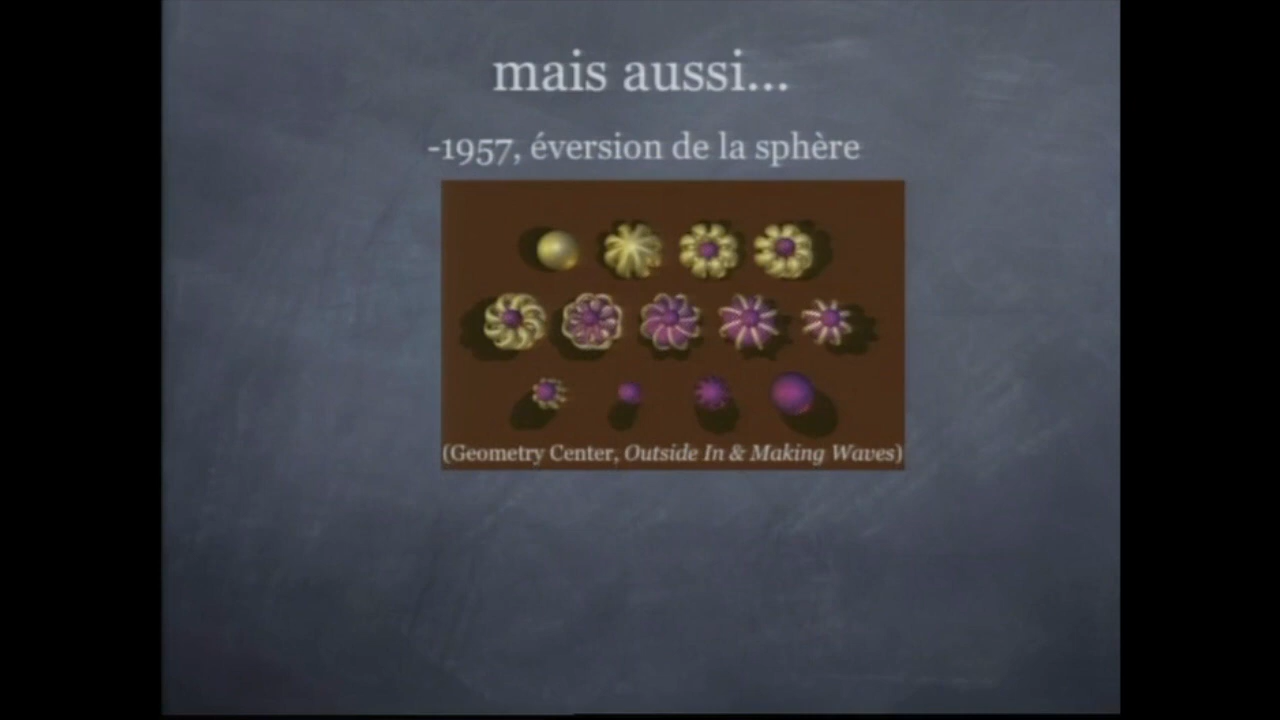 mais aussi...
-1957, éversion de la sphère
(Geometry Center, Outside In & Making Waves)